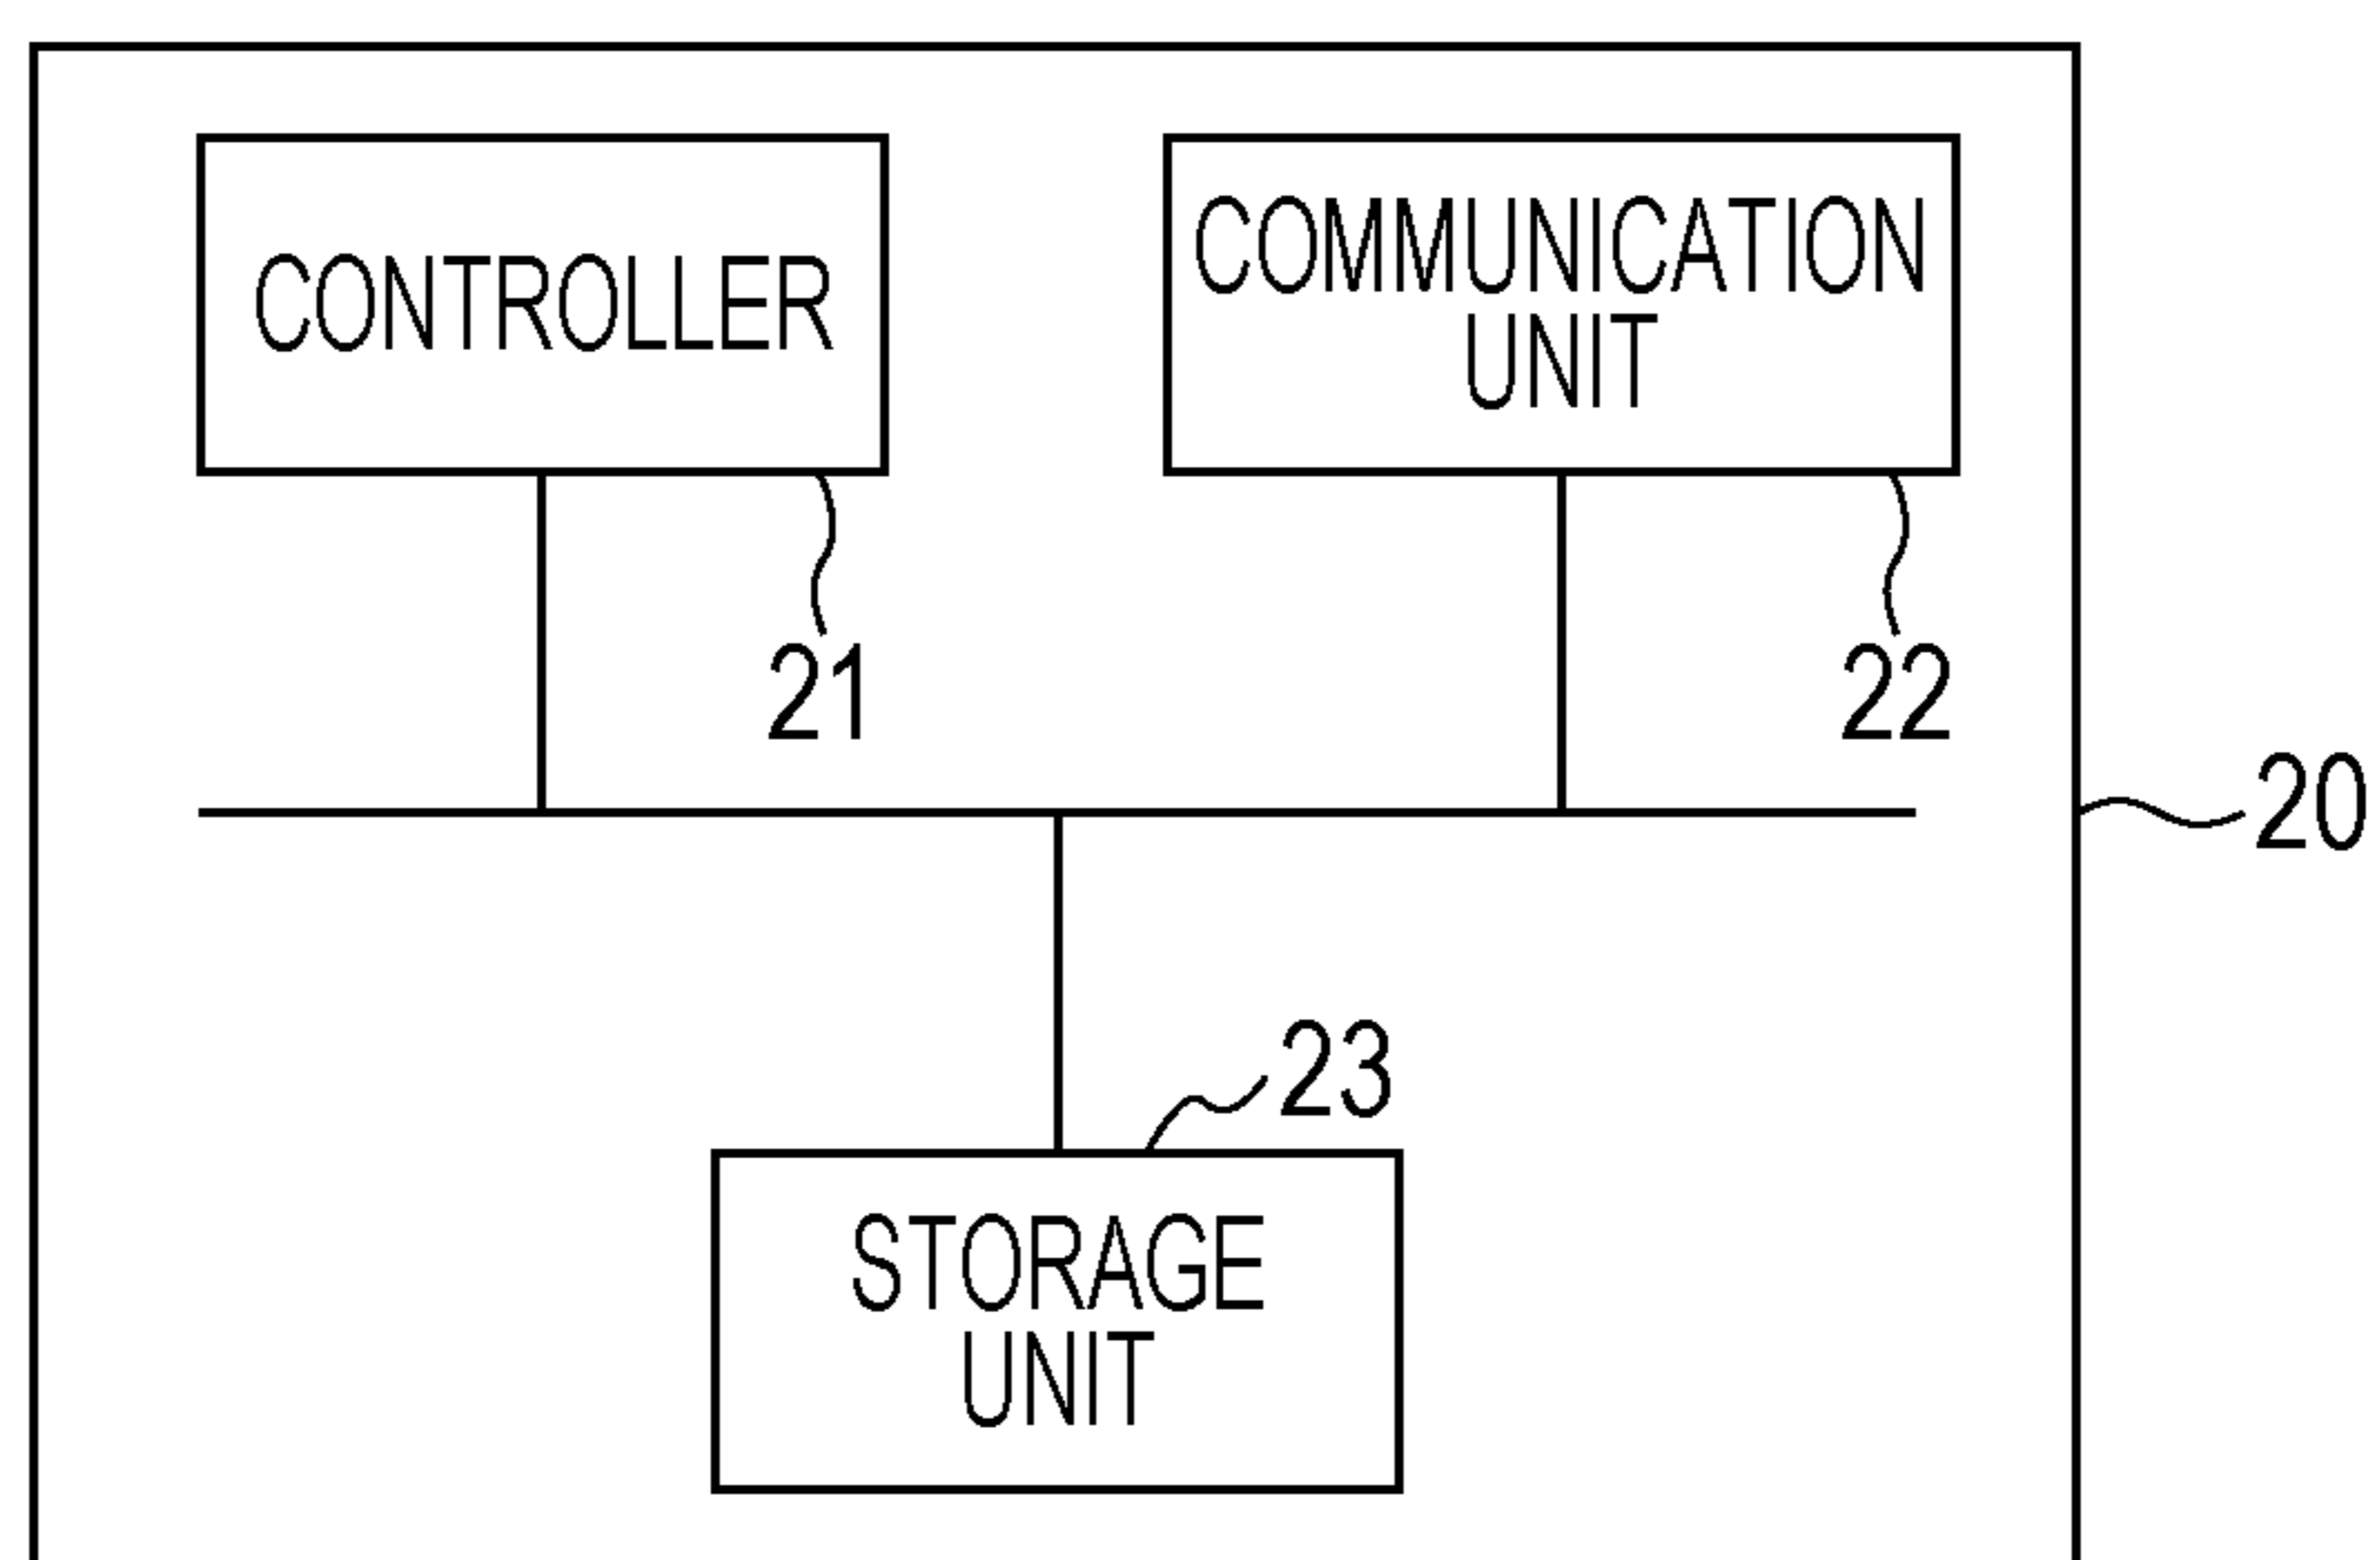 CONTROLLER
COMMUNICATION
UNIT
21
22
20
23
STORAGE
UNIT